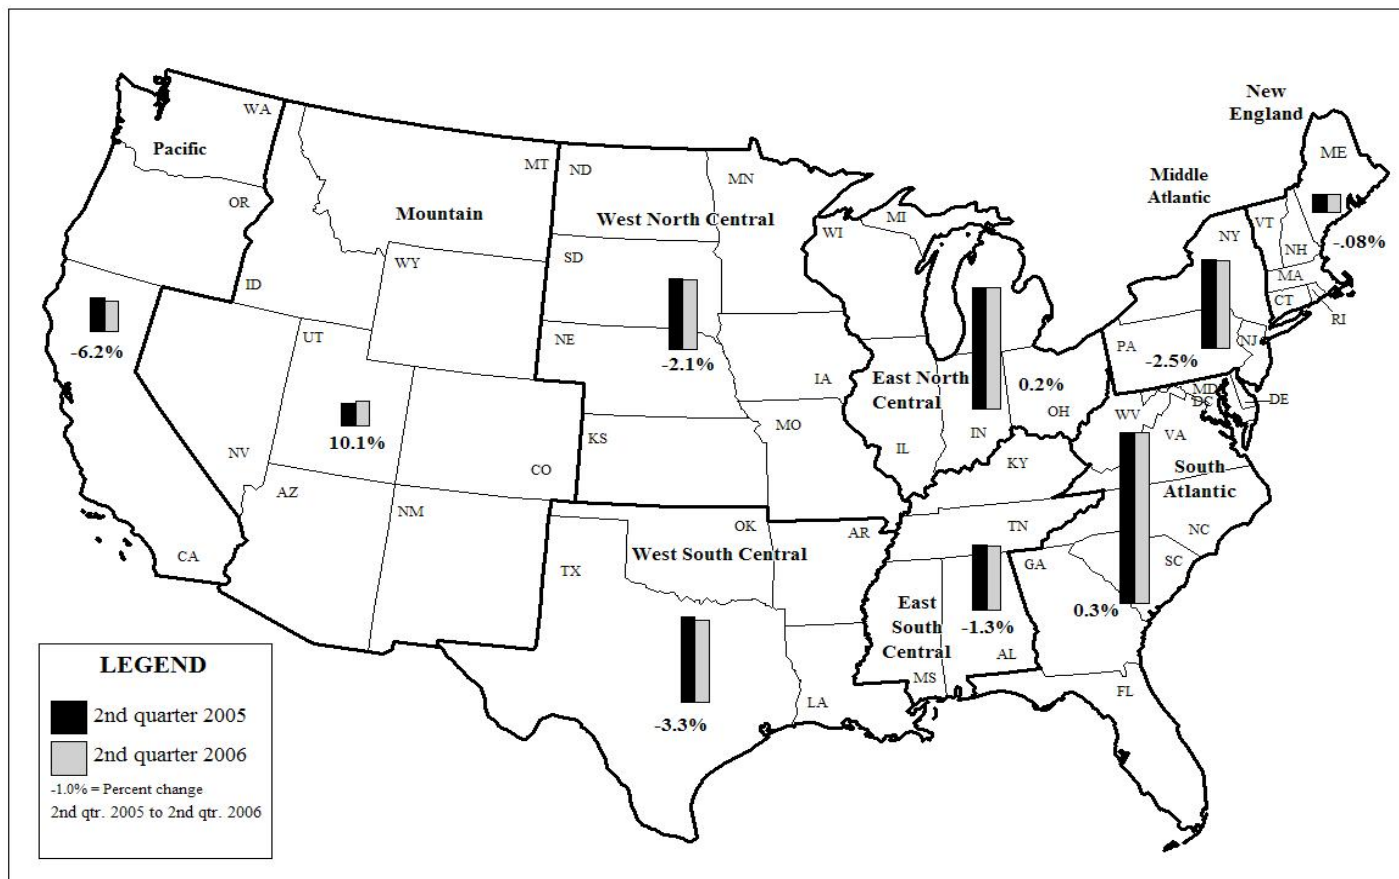 New
England
WA
ME
Pacific
MT
ND
MN
Middle
Atlantic
OR
Mountain
West North Central
MI
WI
VT
NY
NH
-.08%
SD
WY
ID
MA
CT
RI
UT
NE
PA
NJ
-6.2%
-2.1%
-2.5%
IA
East North
Central
0.2%
MD
DC
DE
OH
WV
MO
IN
VA
10.1%
KS
NV
IL
KY
CO
South
Atlantic
AZ
NM
OK
AR
TN
NC
CA
West South Central
TX
GA
SC
East
South
Central
0.3%
-1.3%
AL
MS
FL
LA
-3.3%
LEGEND
2nd quarter 2005
2nd quarter 2006
-1.0% = Percent change
2nd qtr. 2005 to 2nd qtr. 2006